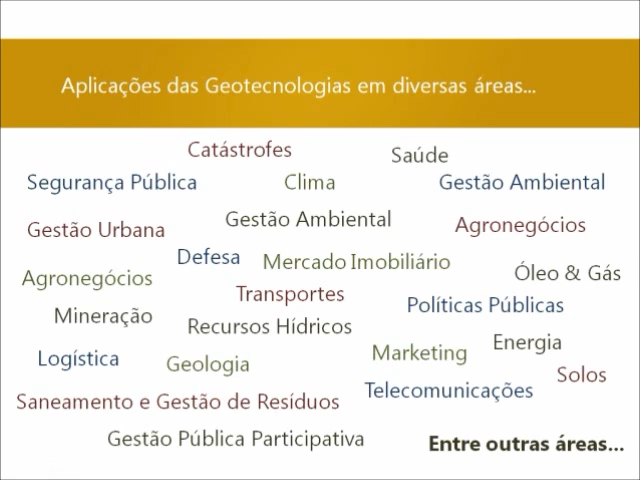 Aplicações das Geotecnologias em diversas áreas...
Catástrofes
Saúde
Segurança Pública
Clima
Gestão Ambiental
Gestão Urbana
Gestão Ambiental
Agronegócios
Defesa
Mercado Imobiliário
Agronegócios
Óleo & Gás
Transportes
Políticas Públicas
Mineração
Recursos Hídricos
Energia
Logística
Geologia
Marketing
Solos
Telecomunicações
Saneamento e Gestão de Resíduos
Gestão Pública Participativa
Entre outras áreas...